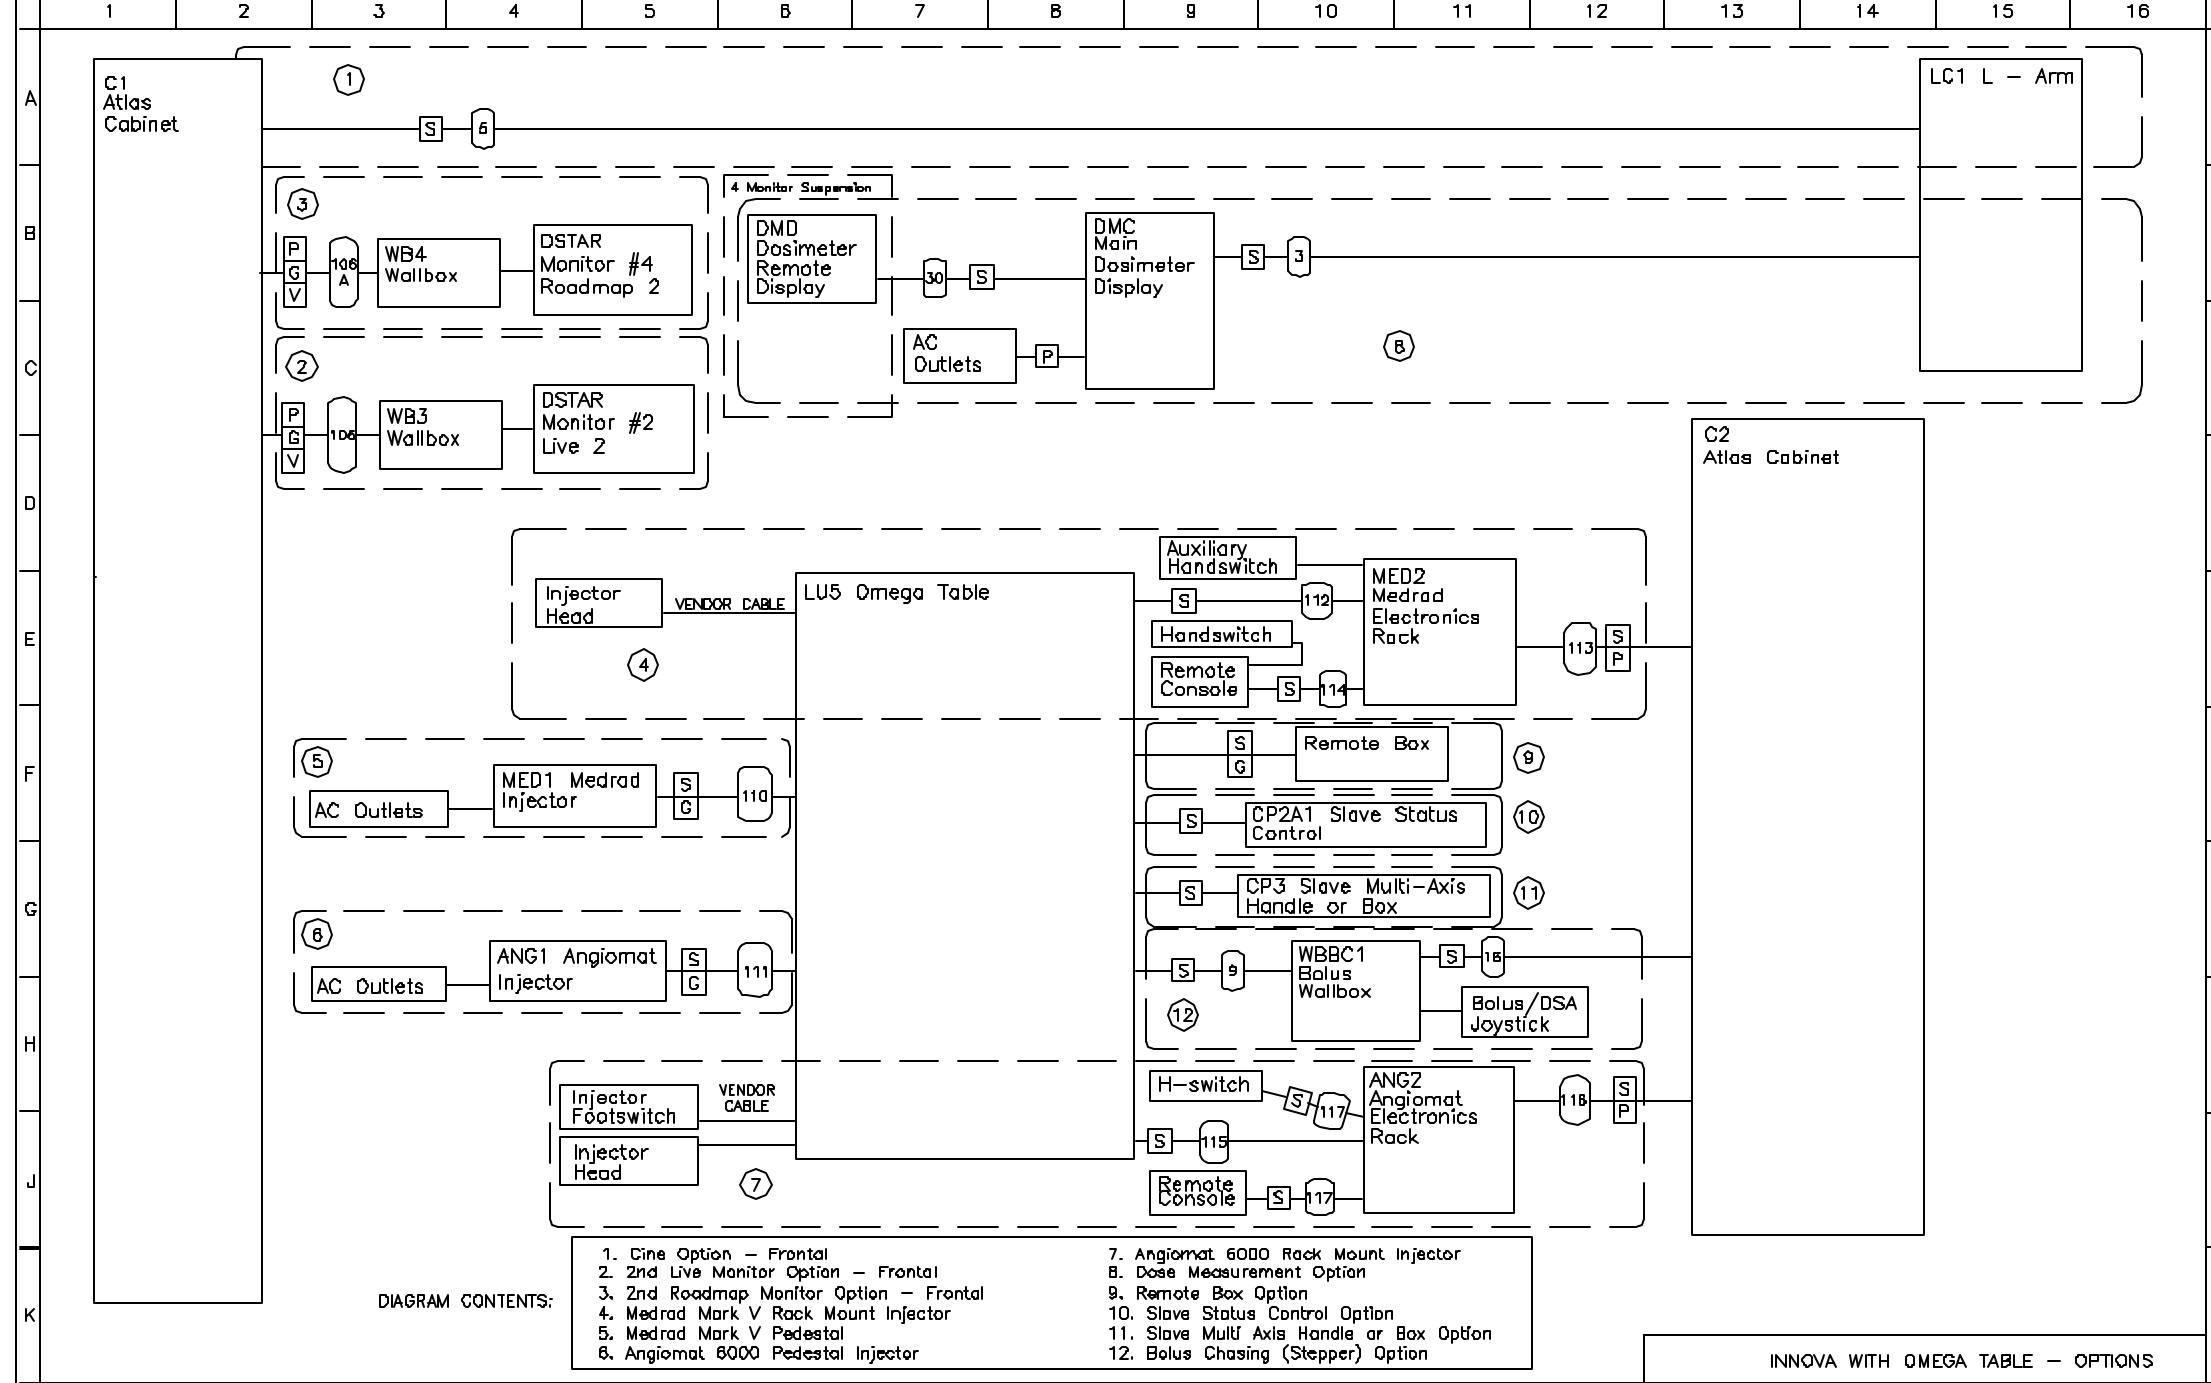 1 2 3 4 5 6 7 8 9 10 11 12 13 14 15 16
A
B
C
D
E
F
G
H
J
K
C1
Atlas
Cabinet
1
S 6
LC1 L - Arm
3
P
G
V
106
A
WB4
Wallbox
DSTAR
Monitor #4
Roadmap 2
4 Monitor Suspension
DMD
Dosimeter
Remote
Display
30 S
DMC
Main
Dosimeter
Display
S 3
AC
Outlets
P
8
2
P
G
V
106
WB3
Wallbox
DSTAR
Monitor #2
Live 2
C2
Atlas Cabinet
Injector
Head
VENDOR CABLE
4
LU5 Omega Table
Auxiliary
Handswitch
S 112
Handswitch
Remote
Console
S 114
MED2
Medrad
Electronics
Rack
113
S
P
5
AC Outlets
MED1 Medrad
Injector
S
G
110
S
G
Remote Box
9
S
CP2A1 Slave Status
Control
10
S
CP3 Slave Multi-Axis
Handle or Box
11
6
AC Outlets
ANG1 Angiomat
Injector
S
G
111
S 9
WBBC1
Bolus
Wallbox
S 16
Bolus/DSA
Joystick
12
Injector
Footswitch
VENDOR
CABLE
Injector
Head
7
H-switch
S 117
S 115
Remote
Console
S 117
ANG2
Angiomat
Electronics
Rack
116
S
P
DIAGRAM CONTENTS:
1. Cine Option - Frontal
2. 2nd Live Monitor Option - Frontal
3. 2nd Roadmap Monitor Option - Frontal
4. Medrad Mark V Rack Mount Injector
5. Medrad Mark V Pedestal
6. Angiomat 6000 Pedestal Injector
7. Angiomat 6000 Rack Mount Injector
8. Dose Measurement Option
9. Remote Box Option
10. Slave Status Control Option
11. Slave Multi Axis Handle or Box Option
12. Bolus Chasing (Stepper) Option
INNOVA WITH OMEGA TABLE - OPTIONS